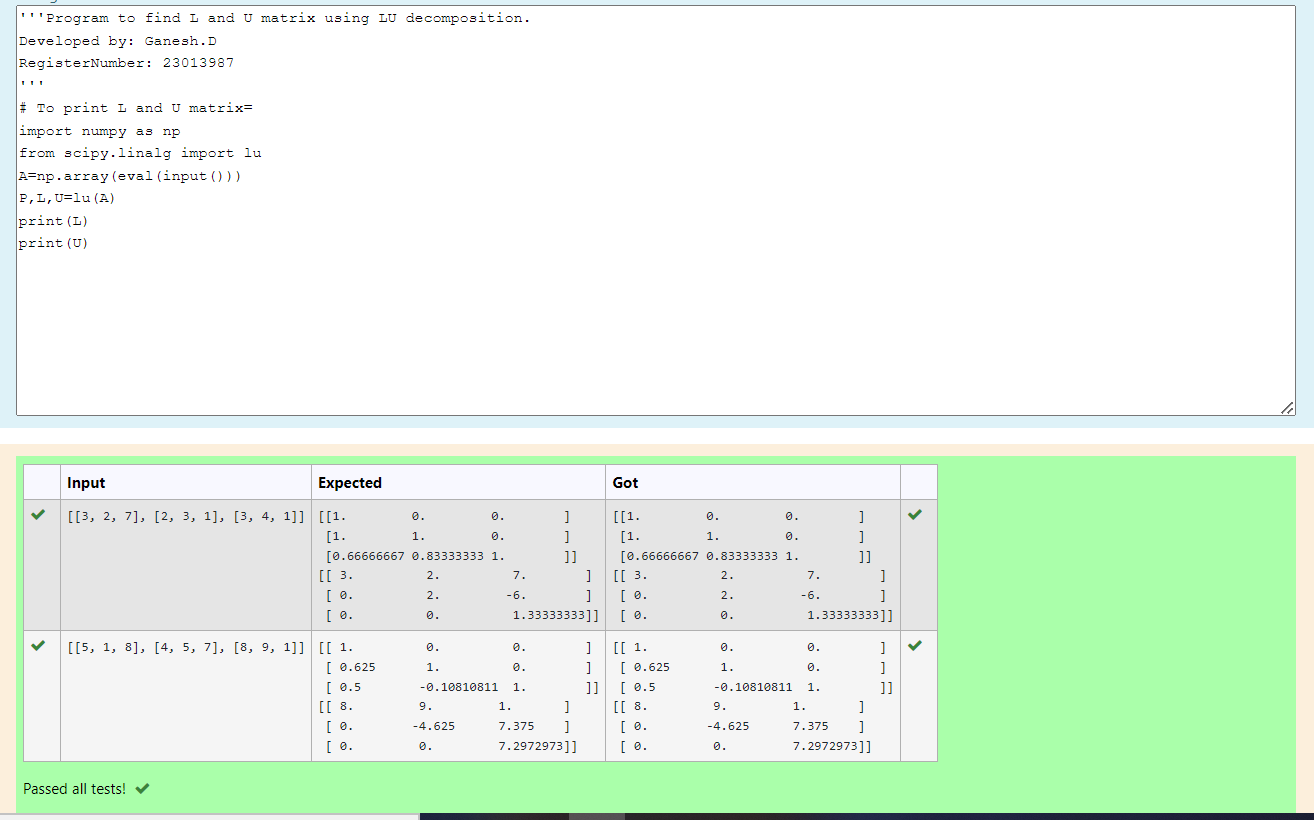 '''Program to find L and U matrix using LU decomposition.
Developed by: Ganesh.D
RegisterNumber: 23013987
'''
# To print L and U matrix=
import numpy as np
from scipy.linalg import lu
A=np.array(eval(input()))
P,L,U=lu(A)
print(L)
print(U)
Input Expected Got
[[3, 2, 7], [2, 3, 1], [3, 4, 1]] [[1. 0. 0. ] [[1. 0. 0. ]
[1. 1. 0. ] [1. 1. 0. ]
[0.66666667 0.83333333 1. ]] [0.66666667 0.83333333 1. ]]
[[ 3. 2. 7. ] [[ 3. 2. 7. ]
[ 0. 2. -6. ] [ 0. 2. -6. ]
[ 0. 0. 1.33333333]] [ 0. 0. 1.33333333]]
[[5, 1, 8], [4, 5, 7], [8, 9, 1]] [[ 1. 0. 0. ] [[ 1. 0. 0. ]
[ 0.625 1. 0. ] [ 0.625 1. 0. ]
[ 0.5 -0.10810811 1. ]] [ 0.5 -0.10810811 1. ]]
[[ 8. 9. 1. ] [[ 8. 9. 1. ]
[ 0. -4.625 7.375 ] [ 0. -4.625 7.375 ]
[ 0. 0. 7.2972973]] [ 0. 0. 7.2972973]]
Passed all tests!